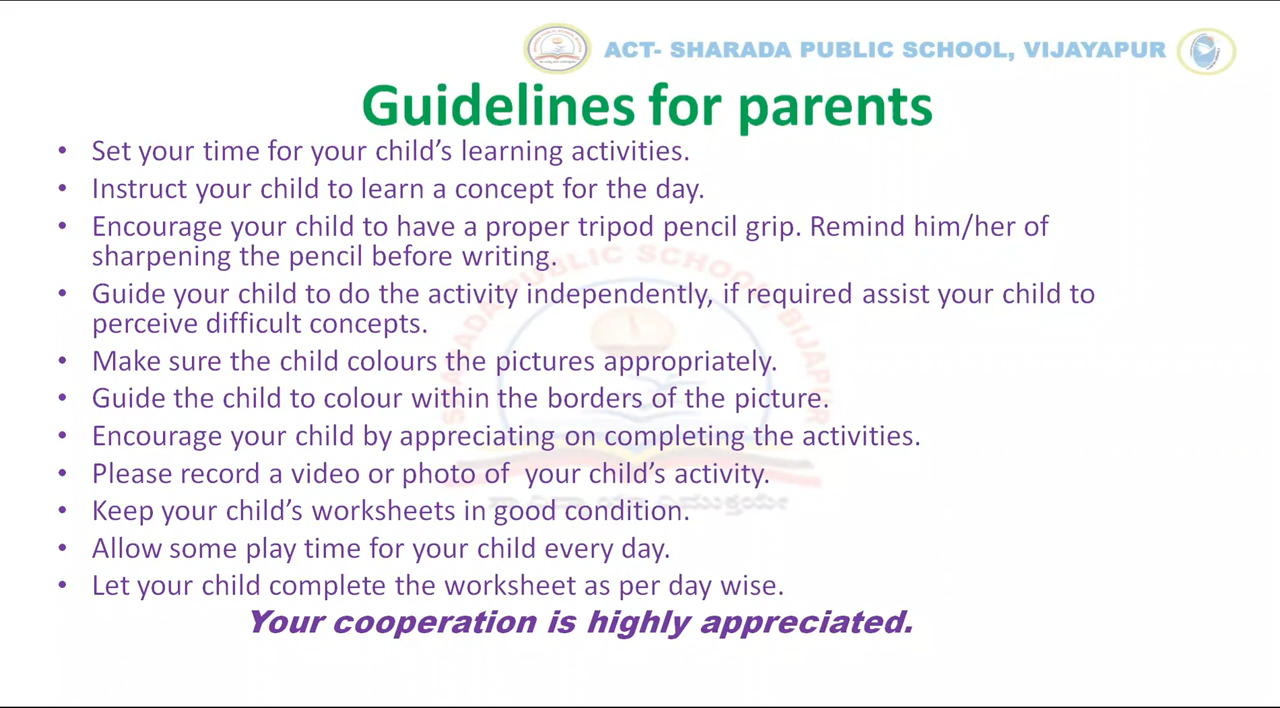 ACT- SHARADA PUBLIC SCHOOL, VIJAYAPUR
Guidelines for parents
• Set your time for your child’s learning activities.
• Instruct your child to learn a concept for the day.
• Encourage your child to have a proper tripod pencil grip. Remind him/her of
sharpening the pencil before writing.
• Guide your child to do the activity independently, if required assist your child to
perceive difficult concepts.
• Make sure the child colours the pictures appropriately.
• Guide the child to colour within the borders of the picture.
• Encourage your child by appreciating on completing the activities.
• Please record a video or photo of  your child’s activity.
• Keep your child’s worksheets in good condition.
• Allow some play time for your child every day.
• Let your child complete the worksheet as per day wise.
Your cooperation is highly appreciated.
SHARADA PUBLIC SCHOOL, BIJAPUR